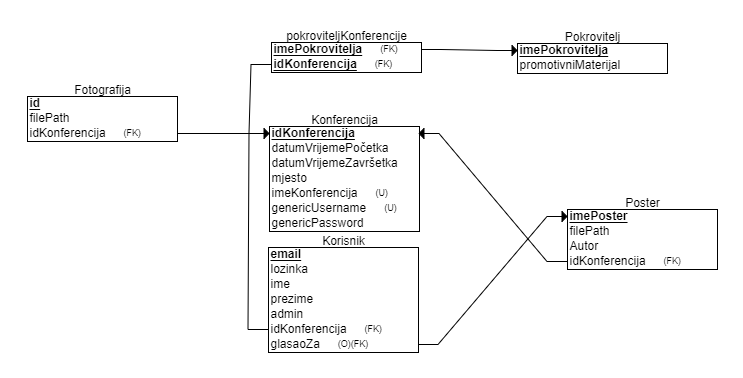 pokroviteljKonferencije
imePokrovitelja (FK)
idKonferencija (FK)
Pokrovitelj
imePokrovitelja
promotivniMaterijal
Fotografija
id
filePath
idKonferencija (FK)
Konferencija
idKonferencija
datumVrijemePočetka
datumVrijemeZavršetka
mjesto
imeKonferencija (U)
genericUsername (U)
genericPassword
Korisnik
email
lozinka
ime
prezime
admin
idKonferencija (FK)
glasaoZa (O)(FK)
Poster
imePoster
filePath
Autor
idKonferencija (FK)